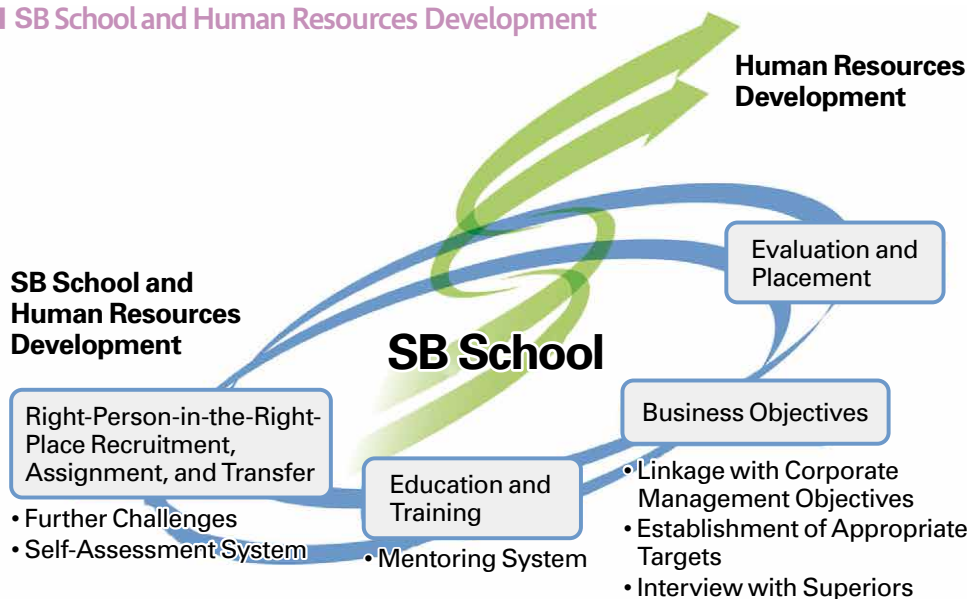 SB School and Human Resources Development
Human Resources
Development
Evaluation and
Placement
SB School and
Human Resources
Development
SB School
Right-Person-in-the-Right-
Place Recruitment,
Assignment, and Transfer
• Further Challenges
• Self-Assessment System
Education and
Training
• Mentoring System
Business Objectives
• Linkage with Corporate
Management Objectives
• Establishment of Appropriate
Targets
• Interview with Superiors